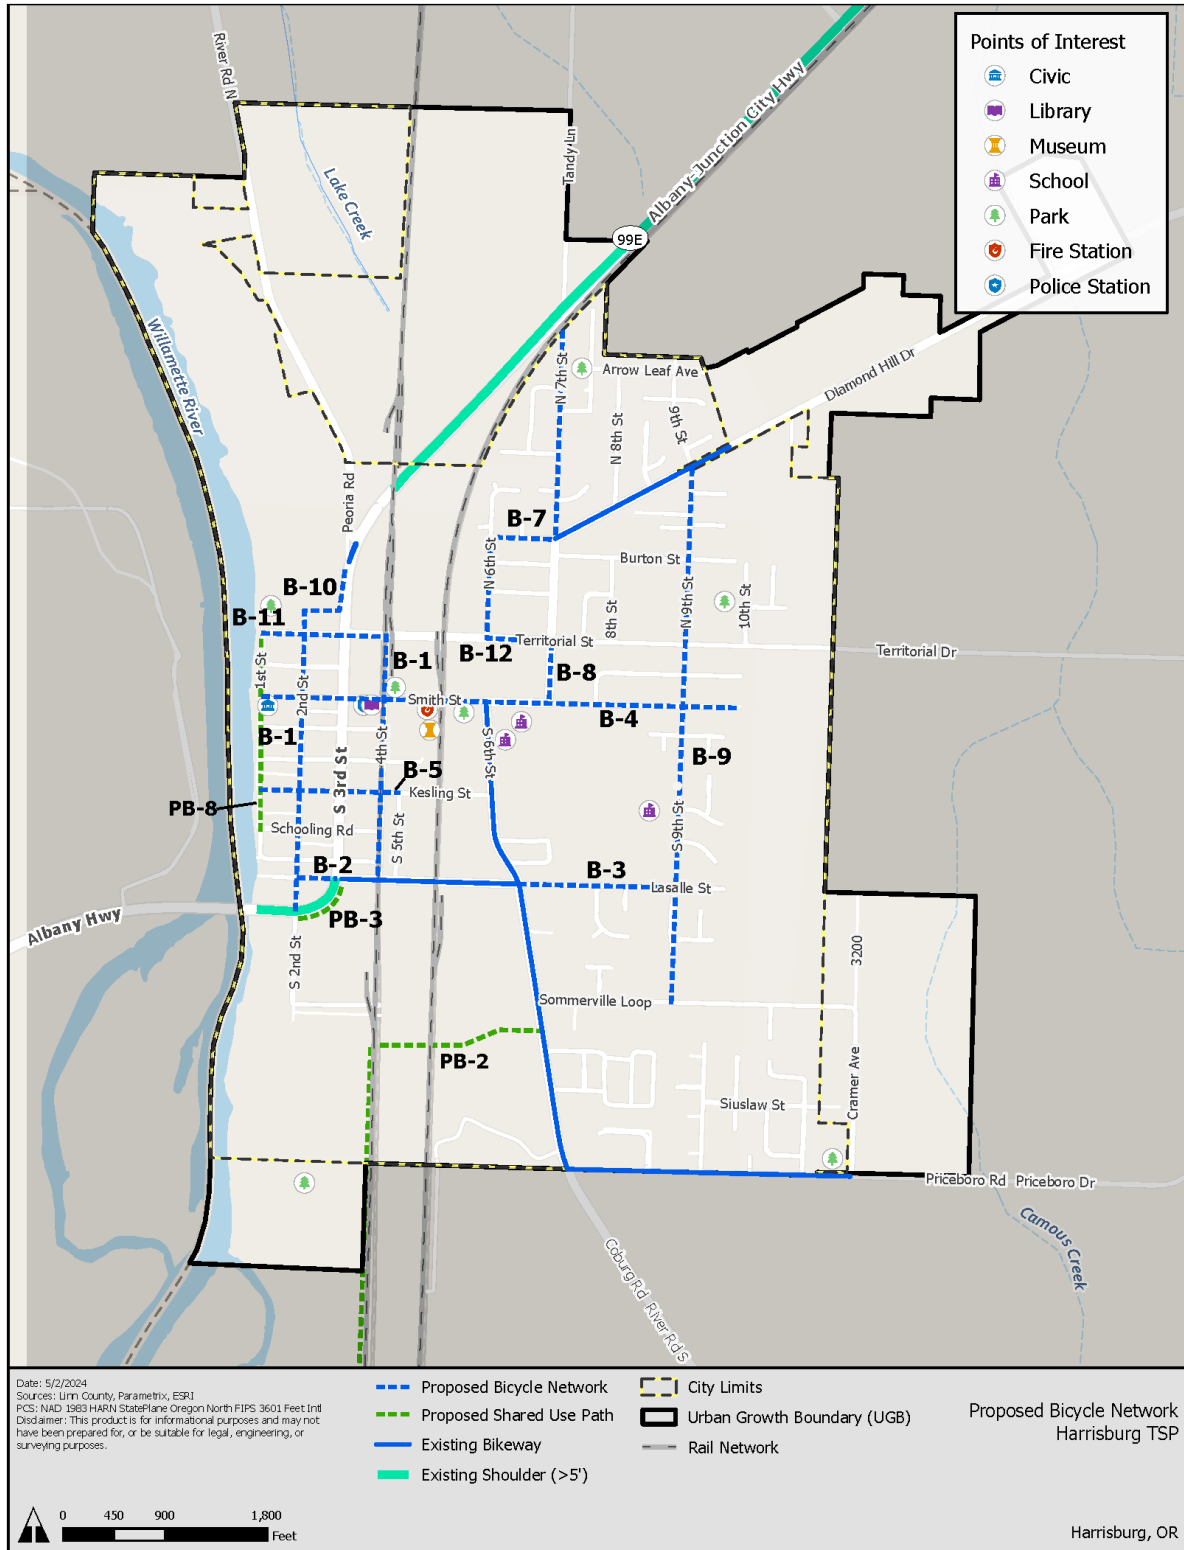 Points of Interest
Civic
Library
Museum
School
Park
Fire Station
Police Station
River Rd N
Lake Creek
Tandy Ln
Albany-Junction City Hwy
99E
Willamette River
N 7th St
Arrow Leaf Ave
Diamond Hill Dr
N 8th St
9th St
Peoria Rd
B-7
N 6th St
Burton St
B-10
B-11
8th St
N 9th St
10th St
Territorial St
Territorial Dr
B-12
B-1
B-8
1st St
2nd St
Smith St
B-4
B-1
S 3rd St
4th St
S 6th St
B-9
B-5
Kesling St
PB-8
Schooling Rd
S 5th St
S 9th St
B-2
B-3
Lasalle St
PB-3
Albany Hwy
S 2nd St
3200
Sommerville Loop
PB-2
Siuslaw St
Cramer Ave
Priceboro Rd Priceboro Dr
Camous Creek
Coburg Rd River Rd S
Date: 5/2/2024
Sources: Linn County, Parametrix, ESRI
PCS: NAD 1983 HARN StatePlane Oregon North FIPS 3601 Feet Intl
Disclaimer: This product is for informational purposes and may not
have been prepared for, or be suitable for legal, engineering, or
surveying purposes.
0 450 900 1,800
Feet
Proposed Bicycle Network
Proposed Shared Use Path
Existing Bikeway
Existing Shoulder (>5')
City Limits
Urban Growth Boundary (UGB)
Rail Network
Proposed Bicycle Network
Harrisburg TSP
Harrisburg, OR